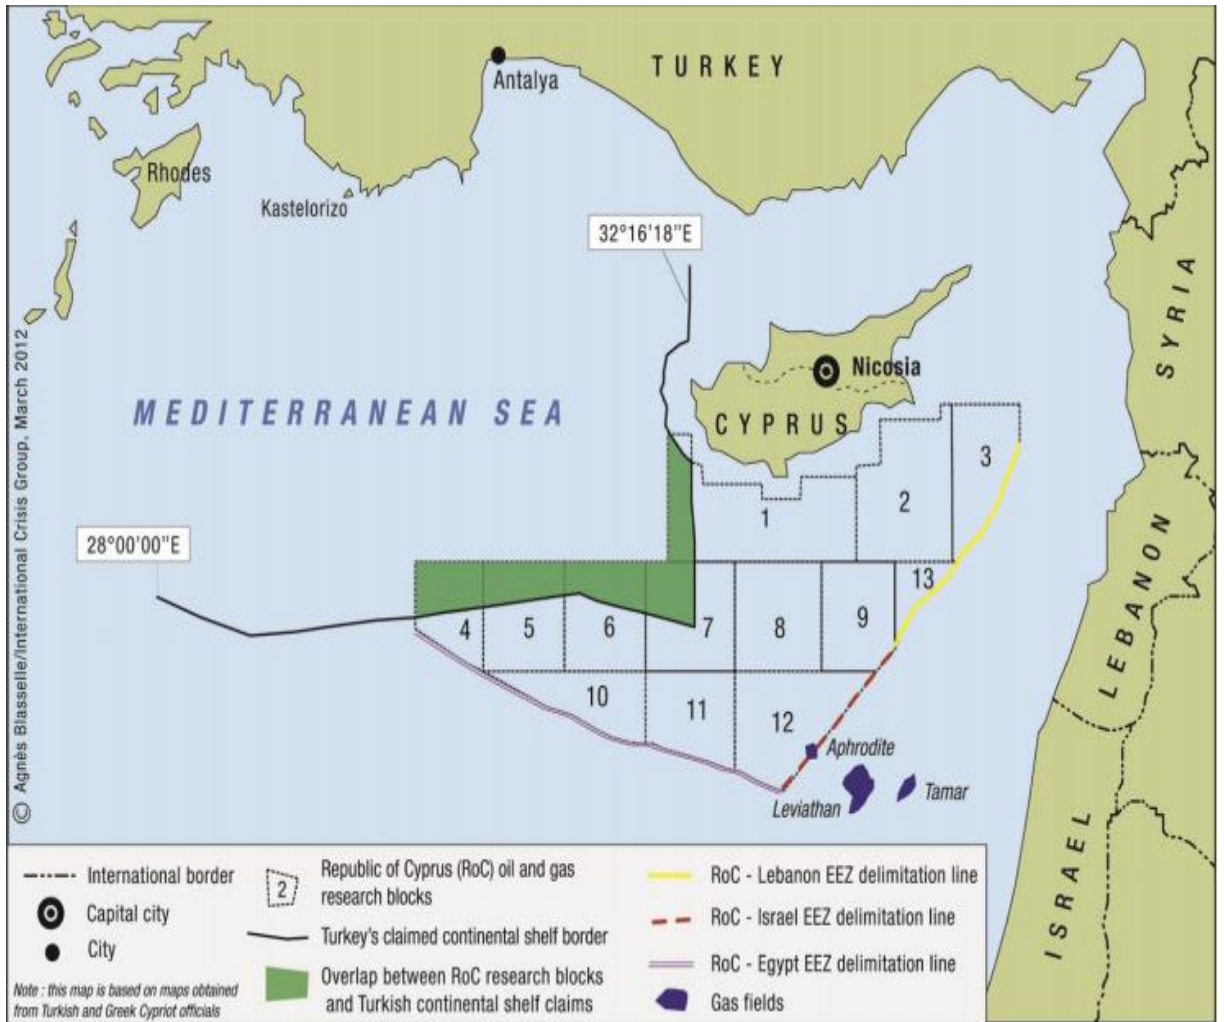 TURKEY
Antalya
Rhodes
Kastelorizo
32°16'18"E
SYRIA
Nicosia
MEDITERRANEAN SEA
CYPRUS
3
2
1
28°00'00"E
LEBANON
13
4
5
6
7
8
9
10
11
12
Aphrodite
Leviathan
Tamar
ISRAEL
© Agnès Blasselle/International Crisis Group, March 2012
International border
Capital city
City
Note : this map is based on maps obtained
from Turkish and Greek Cypriot officials
2
Republic of Cyprus (RoC) oil and gas
research blocks
Turkey's claimed continental shelf border
Overlap between RoC research blocks
and Turkish continental shelf claims
RoC - Lebanon EEZ delimitation line
RoC - Israel EEZ delimitation line
RoC - Egypt EEZ delimitation line
Gas fields